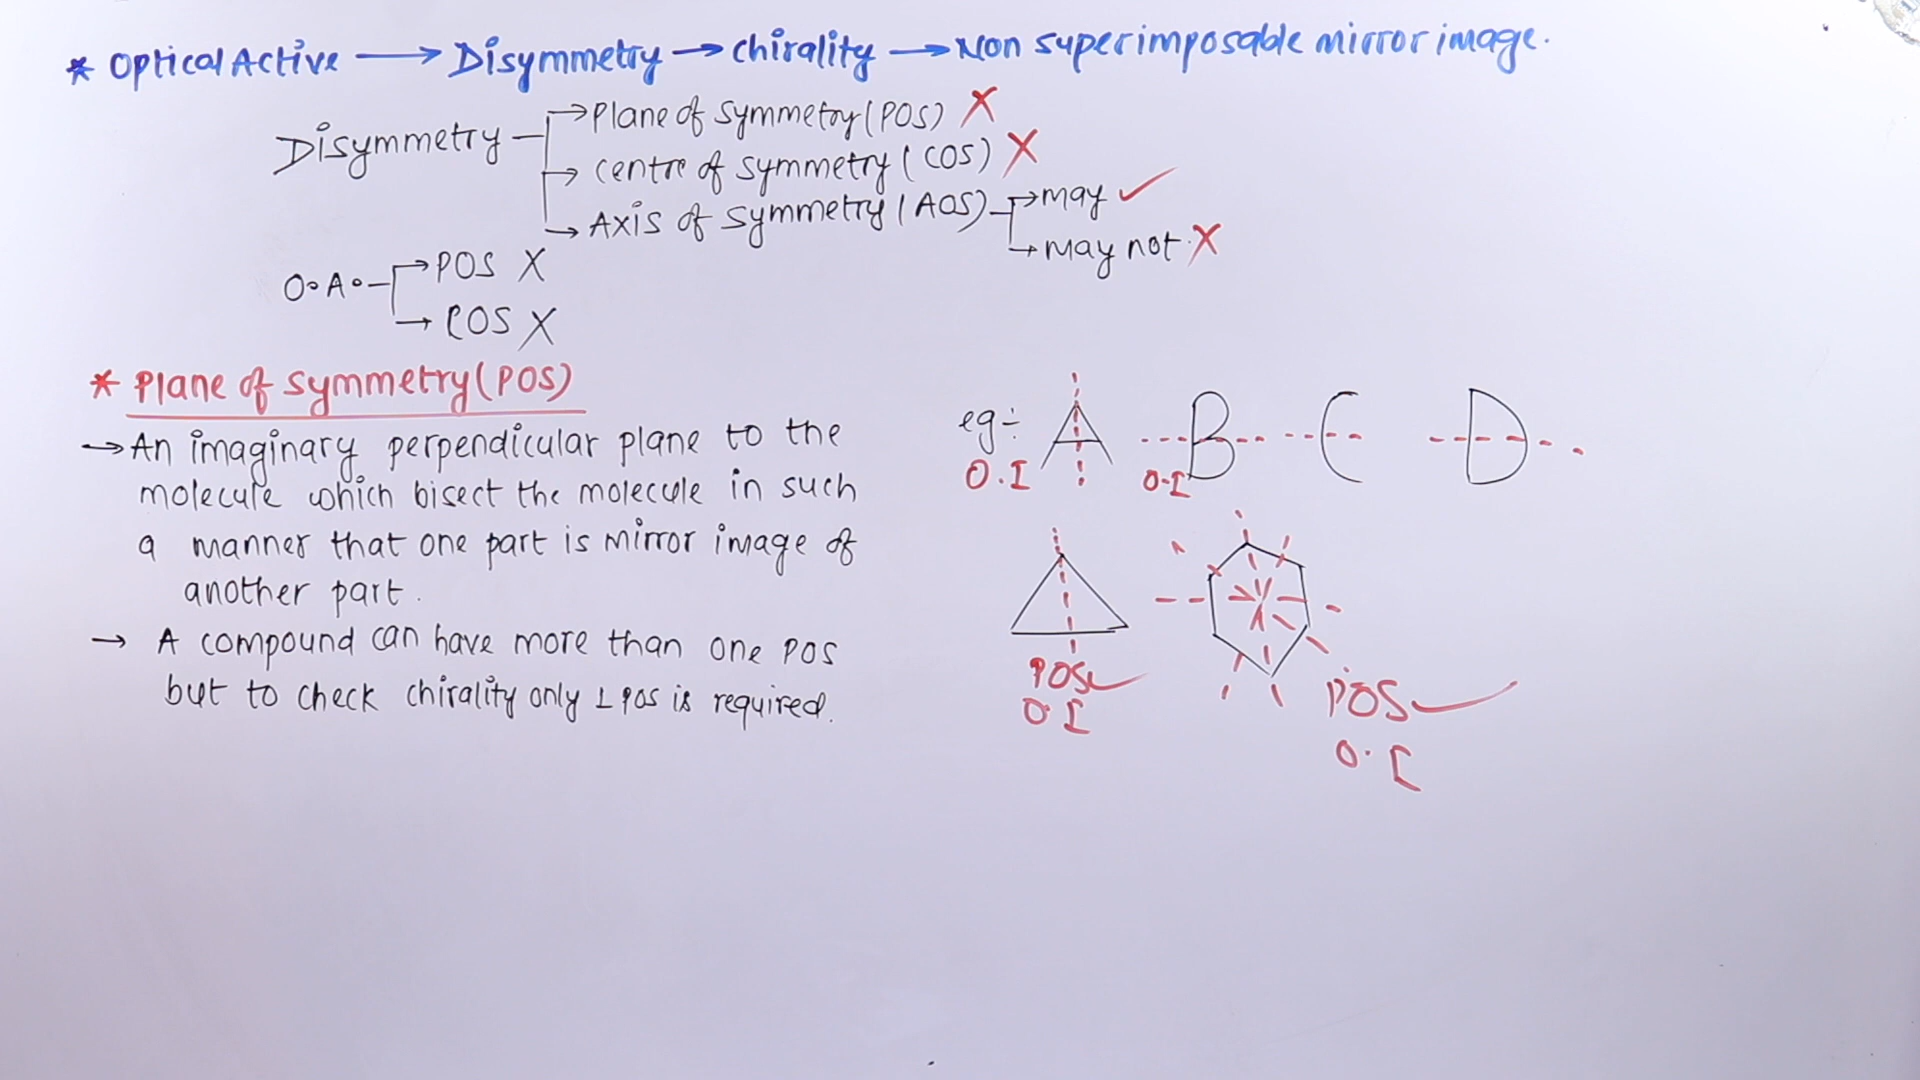 * Optical Active → Disymmetry → chirality → Non superimposable mirror image.
Disymmetry → Plane of symmetry (POS) X
→ centre of symmetry (COS) X
→ Axis of symmetry (AOS) → may ✓
→ may not X
O.A. → POS X
→ COS X
* Plane of symmetry (POS)
→ An imaginary perpendicular plane to the
molecule which bisect the molecule in such
a manner that one part is mirror image of
another part.
→ A compound can have more than one POS
but to check chirality only 1 POS is required.
eg ÷ A B C D
O.I O.I
POS ✓
O.I
POS ✓
O.I